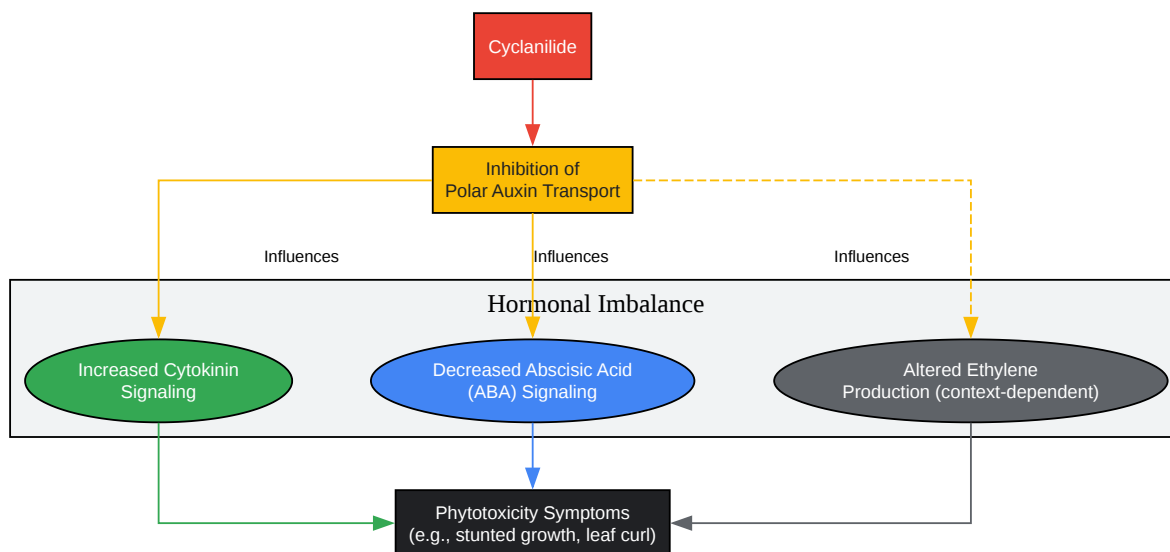 Cyclanilide
Inhibition of
Polar Auxin Transport
Influences
Influences
Influences
Hormonal Imbalance
Increased Cytokinin
Signaling
Decreased Abscisic Acid
(ABA) Signaling
Altered Ethylene
Production (context-dependent)
Phytotoxicity Symptoms
(e.g., stunted growth, leaf curl)